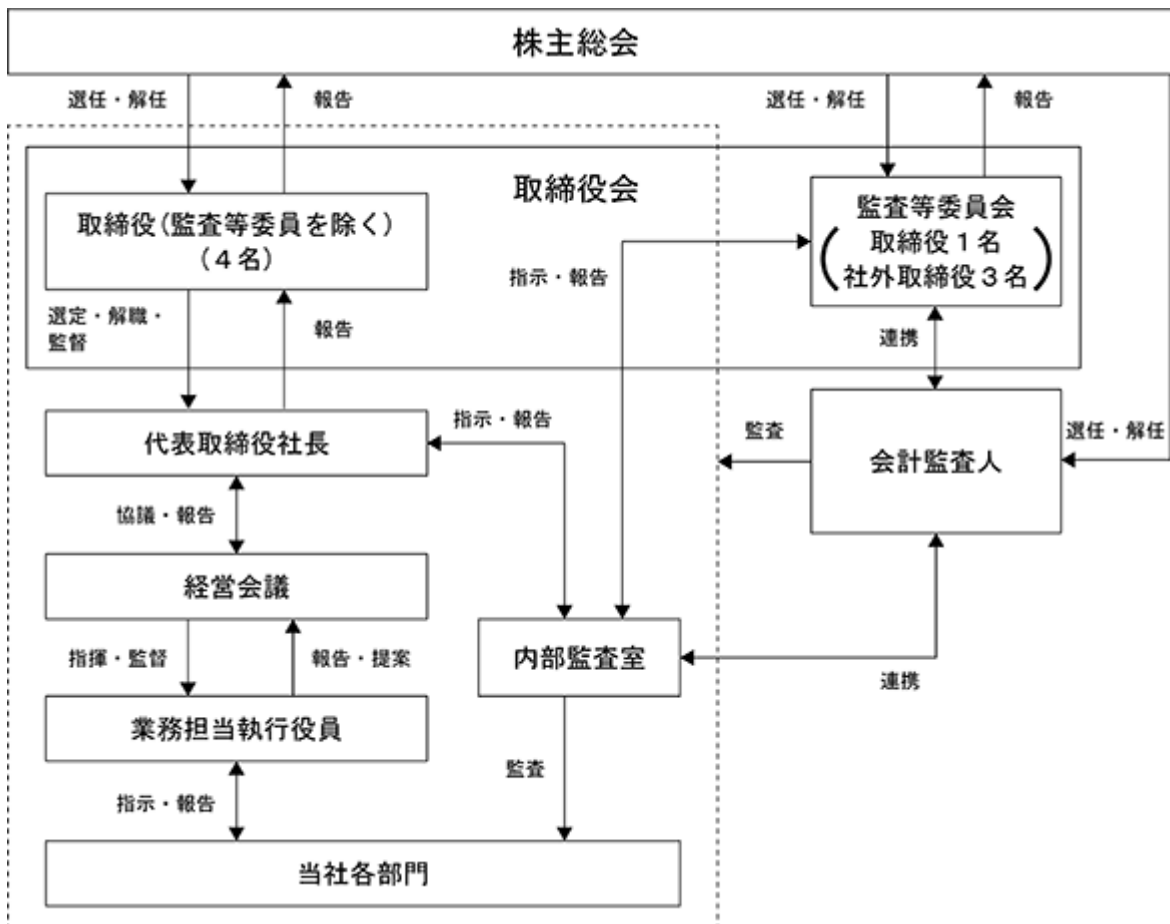 株主総会
選任・解任
報告
選任・解任
報告
取締役会
取締役(監査等委員を除く)
(4名)
監査等委員会
取締役1名
社外取締役3名
指示・報告
選定・解職・
監督
報告
連携
代表取締役社長
指示・報告
監査
会計監査人
選任・解任
協議・報告
経営会議
指揮・監督
報告・提案
内部監査室
連携
業務担当執行役員
監査
指示・報告
当社各部門